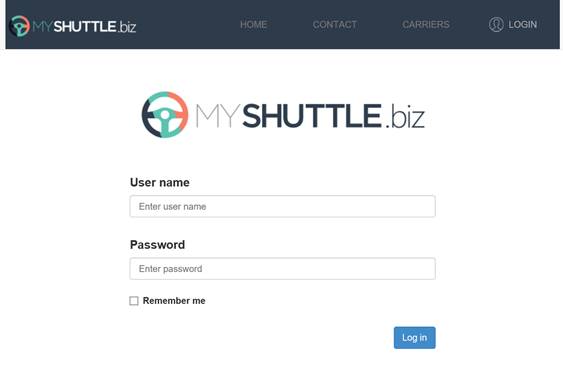 MYSHUTTLE.biz HOME CONTACT CARRIERS LOGIN
MYSHUTTLE.biz
User name
Enter user name
Password
Enter password
Remember me
Log in